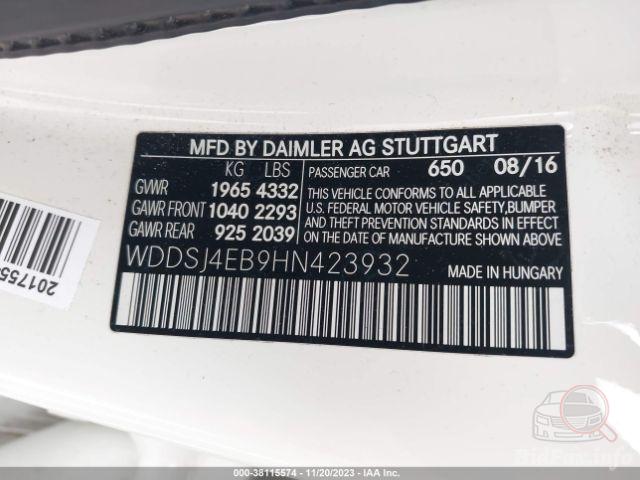 MFD BY DAIMLER AG STUTTGART
KG LBS
GVWR 1965 4332
GAWR FRONT 1040 2293
GAWR REAR 925 2039
PASSENGER CAR 650 08/16
THIS VEHICLE CONFORMS TO ALL APPLICABLE
U.S. FEDERAL MOTOR VEHICLE SAFETY, BUMPER
AND THEFT PREVENTION STANDARDS IN EFFECT
ON THE DATE OF MANUFACTURE SHOWN ABOVE.
WDDSJ4EB9HN423932
MADE IN HUNGARY
BidFax.info
000-38115574 - 11/20/2023 - IAA Inc.